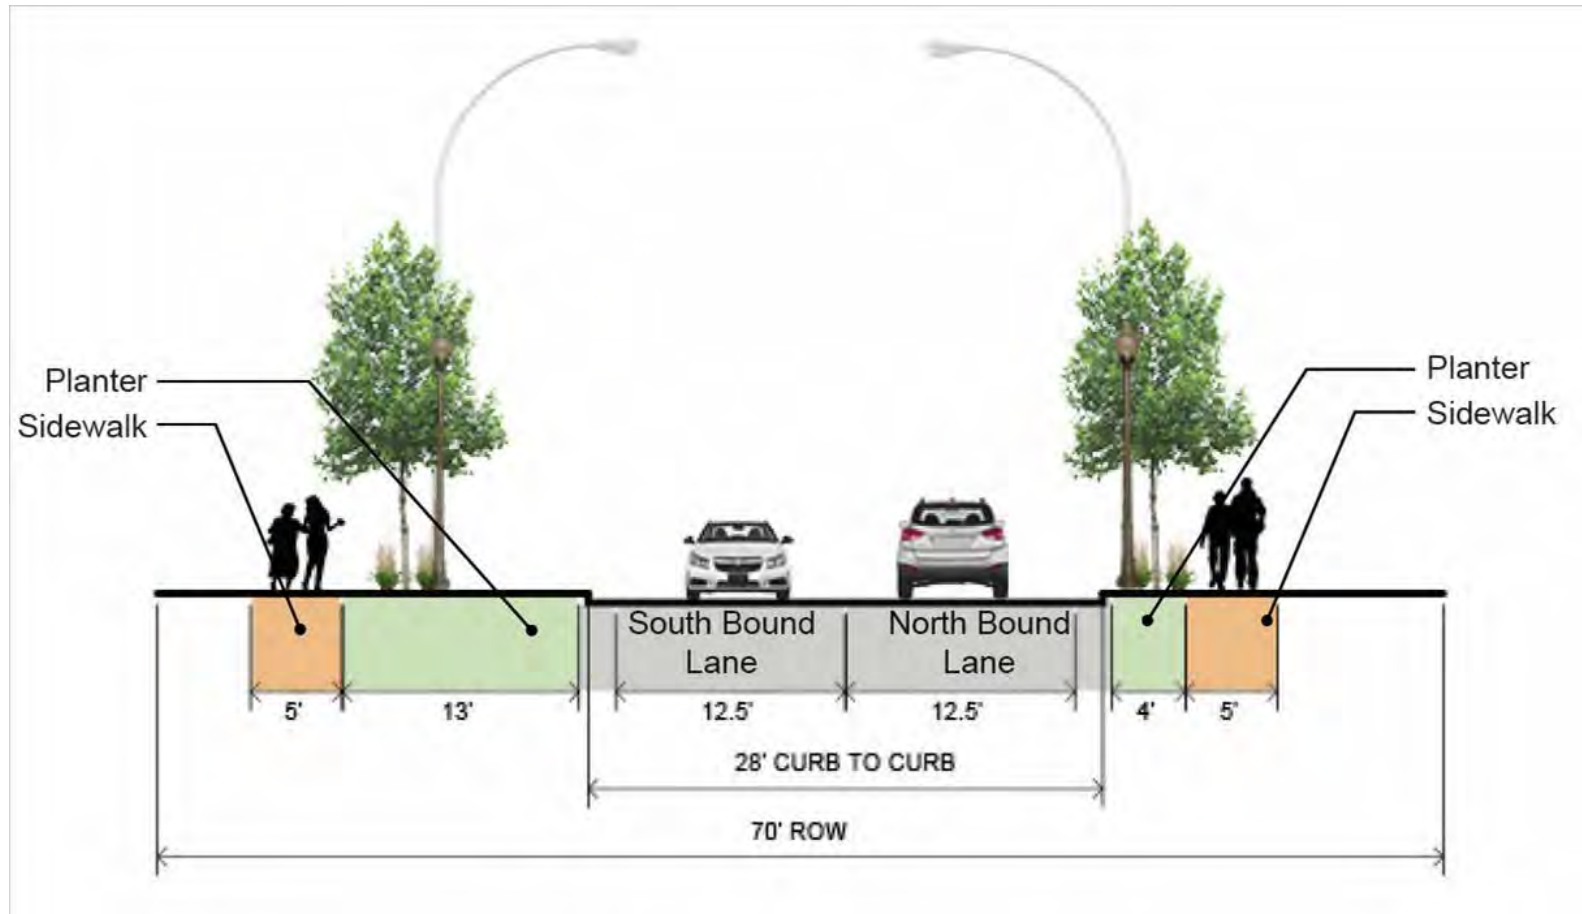 Planter
Sidewalk
Planter
Sidewalk
South Bound
Lane
North Bound
Lane
5'
13'
12.5'
12.5'
4'
5'
28' CURB TO CURB
70' ROW